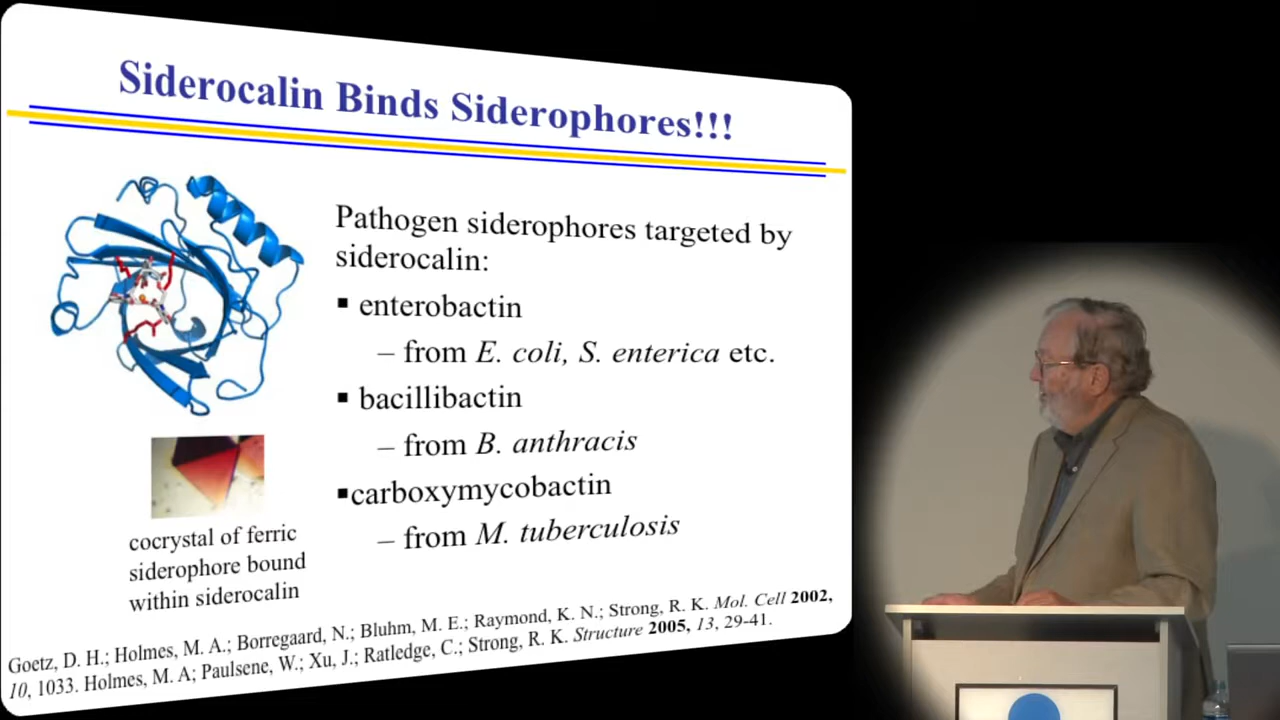 Siderocalin Binds Siderophores!!!
Pathogen siderophores targeted by
siderocalin:
▪ enterobactin
– from E. coli, S. enterica etc.
▪ bacillibactin
– from B. anthracis
▪carboxymycobactin
– from M. tuberculosis
cocrystal of ferric
siderophore bound
within siderocalin
Goetz, D. H.; Holmes, M. A.; Borregaard, N.; Bluhm, M. E.; Raymond, K. N.; Strong, R. K. Mol. Cell 2002,
10, 1033. Holmes, M. A; Paulsene, W.; Xu, J.; Ratledge, C.; Strong, R. K. Structure 2005, 13, 29-41.